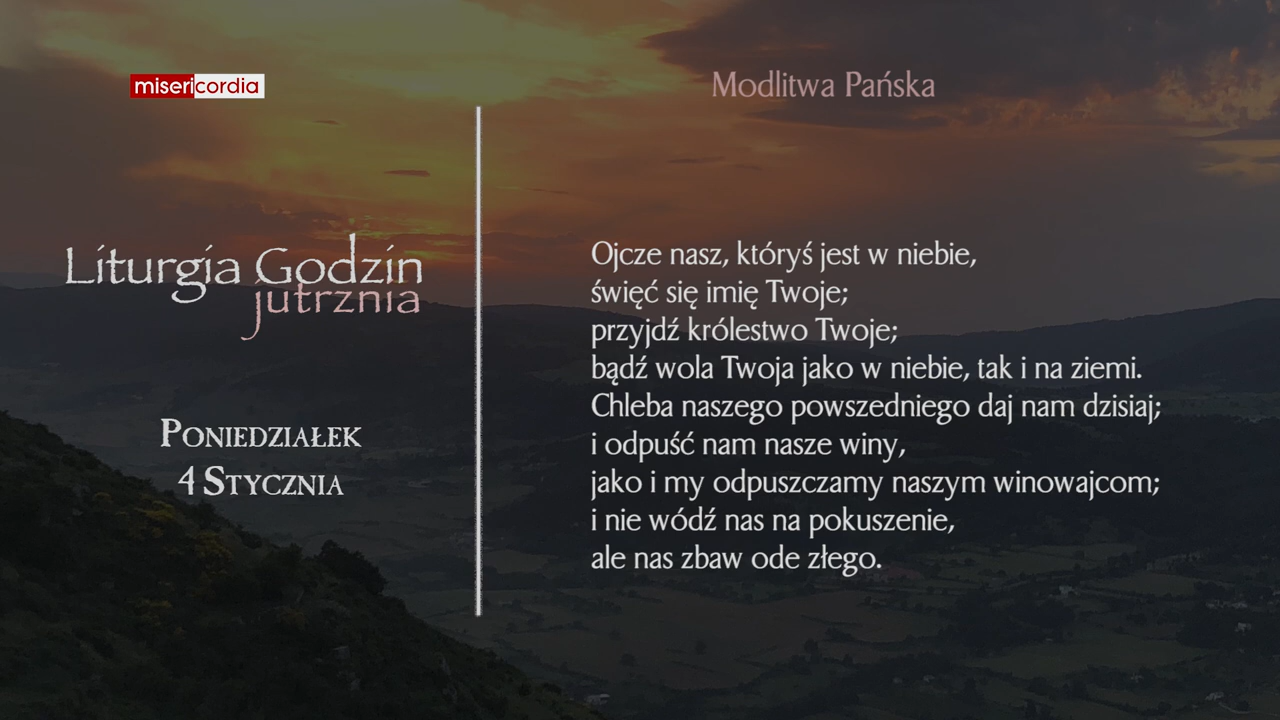 misericordia
Liturgia Godzin
jutrznia
Poniedziałek
4 Stycznia
Modlitwa Pańska
Ojcze nasz, któryś jest w niebie,
święć się imię Twoje;
przyjdź królestwo Twoje;
bądź wola Twoja jako w niebie, tak i na ziemi.
Chleba naszego powszedniego daj nam dzisiaj;
i odpuść nam nasze winy,
jako i my odpuszczamy naszym winowajcom;
i nie wódź nas na pokuszenie,
ale nas zbaw ode złego.